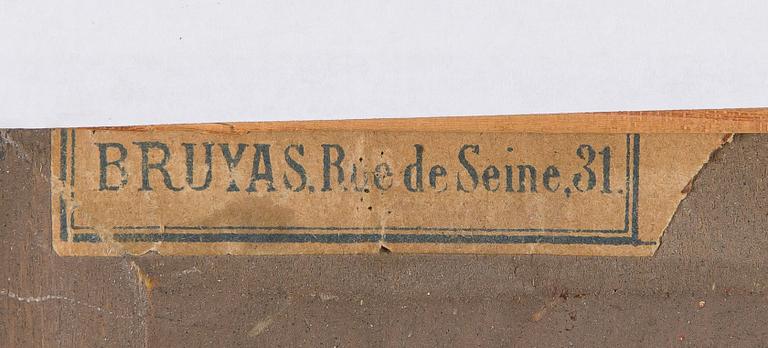 BRUYAS, Rue de Seine, 31.